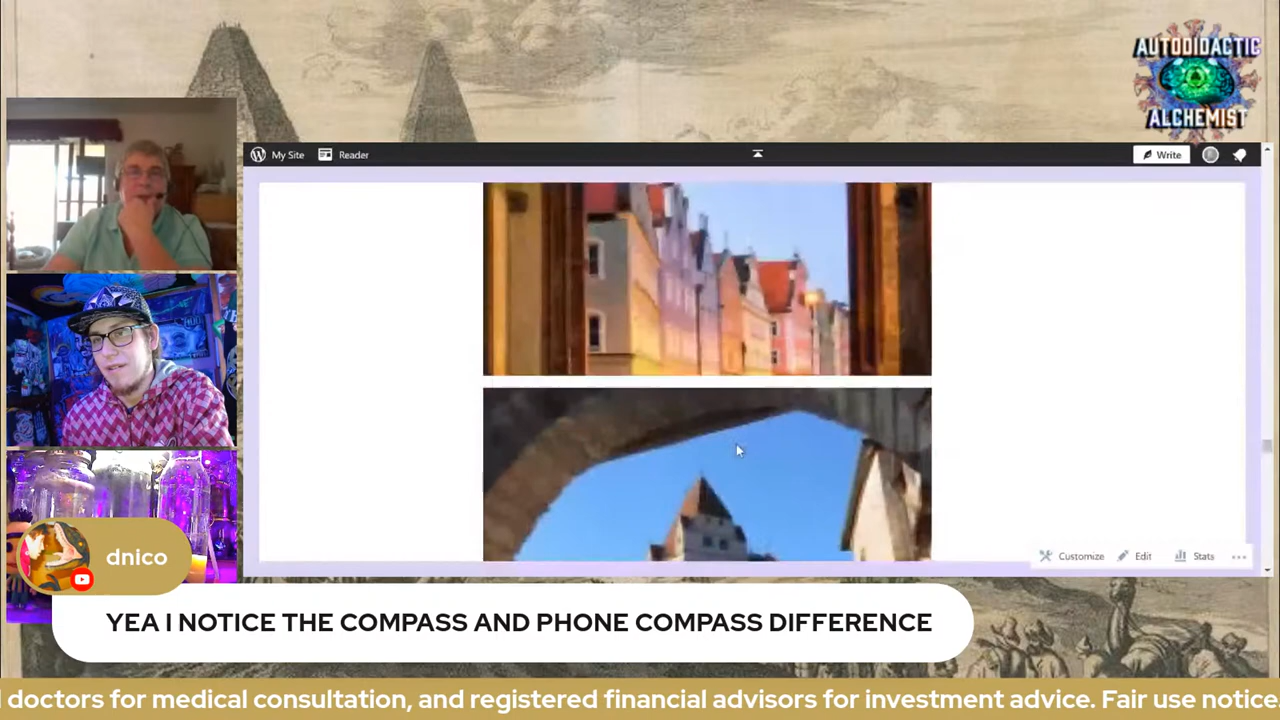 AUTODIDACTIC
ALCHEMIST
My Site Reader Write
Customize Edit Stats
dnico
YEA I NOTICE THE COMPASS AND PHONE COMPASS DIFFERENCE
doctors for medical consultation, and registered financial advisors for investment advice. Fair use notice.